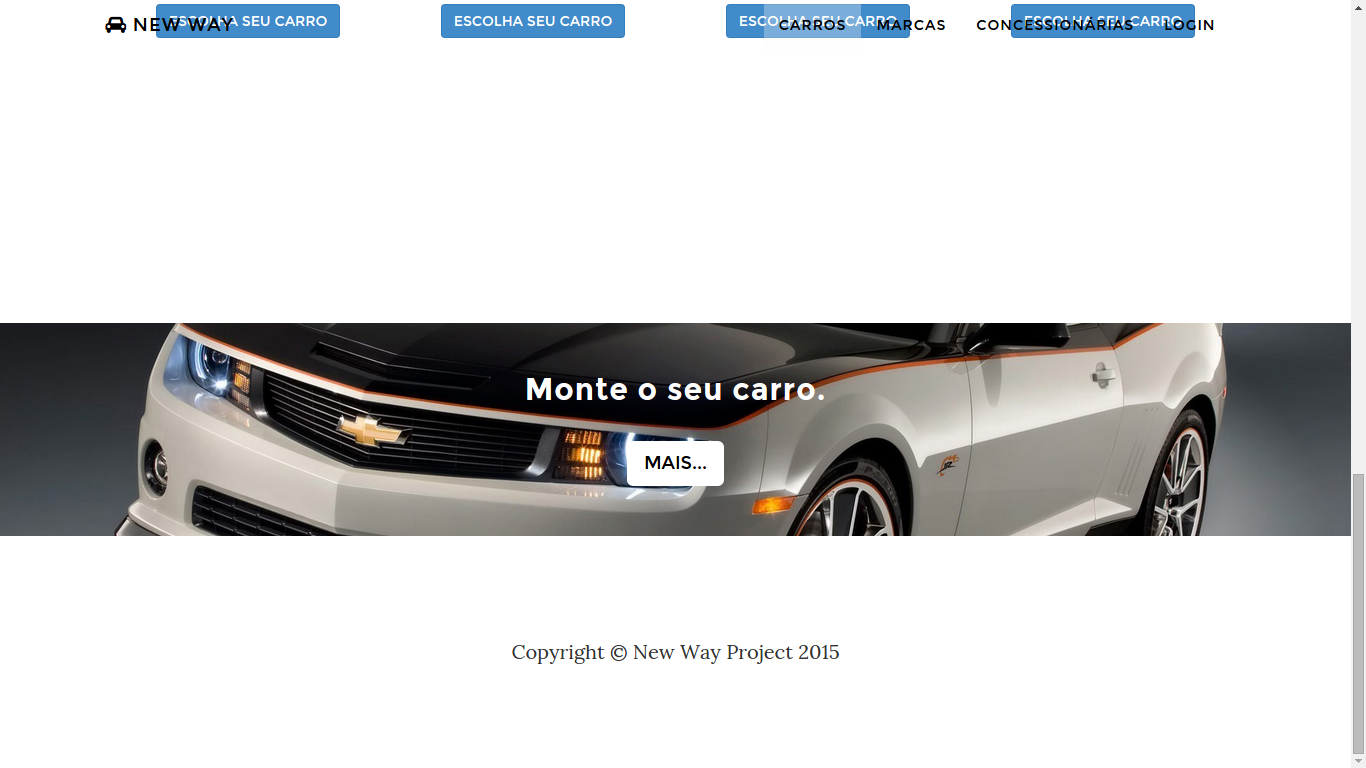 ESCOLHA SEU CARRO ESCOLHA SEU CARRO ESCOLHA SEU CARRO ESCOLHA SEU CARRO
NEW WAY CARROS MARCAS CONCESSIONÁRIAS LOGIN
Monte o seu carro.
MAIS...
Copyright © New Way Project 2015